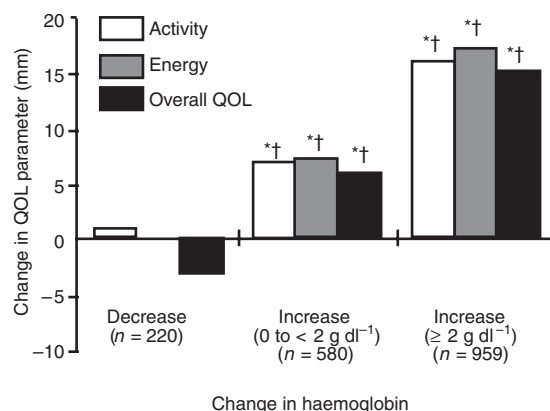 Change in QOL parameter (mm)
20
15
10
5
0
−5
−10
Activity
Energy
Overall QOL
*† *† *†
*† *† *†
Decrease
(n = 220)
Increase
(0 to < 2 g dl⁻¹)
(n = 580)
Increase
(≥ 2 g dl⁻¹)
(n = 959)
Change in haemoglobin